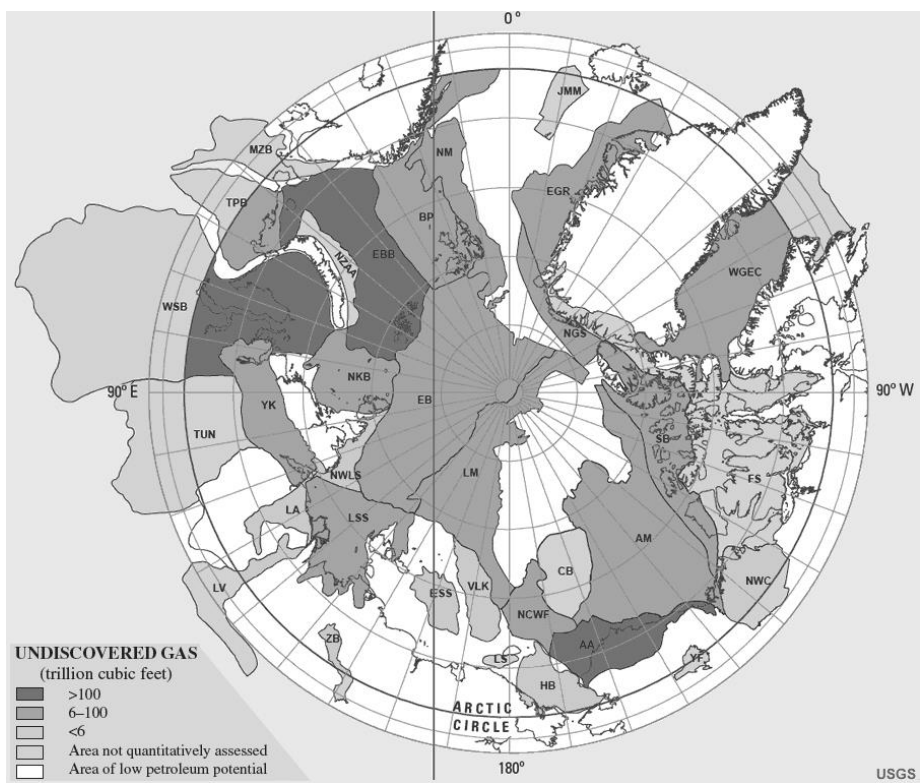 0°
JMM
MZB
NM
TPB
EGR
BP
EBB
NZAA
WGEC
WSB
NGS
NKB
90° E
90° W
EB
YK
TUN
SB
LM
NWLS
FS
LA
LSS
AM
CB
NWC
LV
ESS
VLK
NCWF
ZB
AA
LS
YF
HB
ARCTIC
CIRCLE
180°
UNDISCOVERED GAS
(trillion cubic feet)
>100
6–100
<6
Area not quantitatively assessed
Area of low petroleum potential
USGS